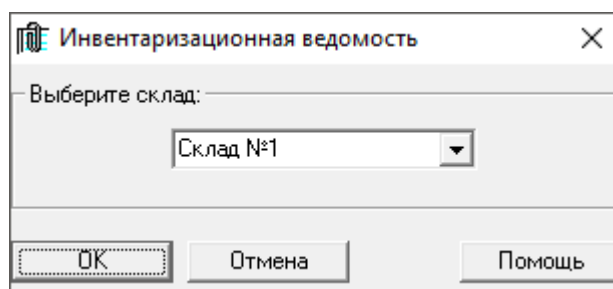 Инвентаризационная ведомость
Выберите склад:
Склад №1
OK Отмена Помощь